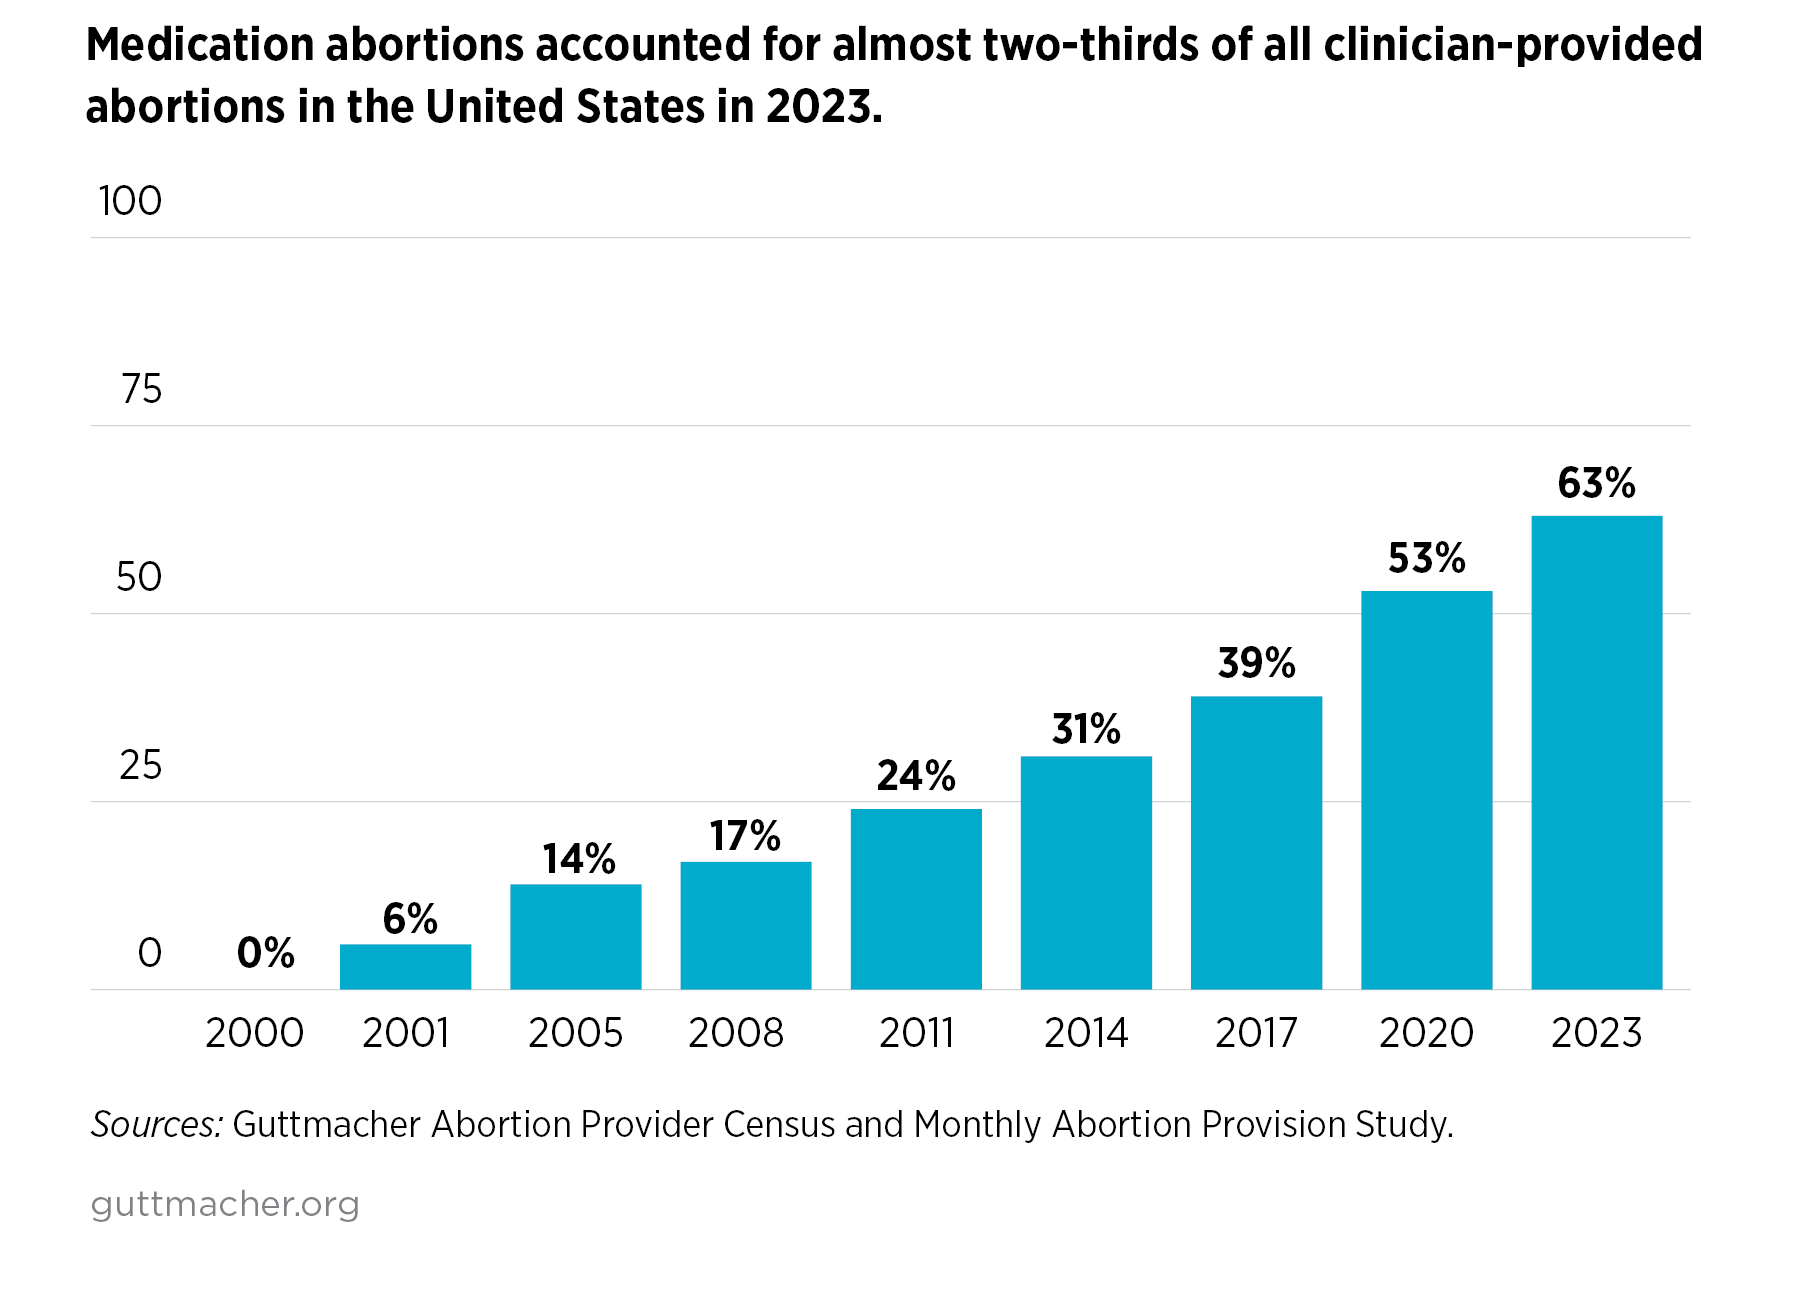 Medication abortions accounted for almost two-thirds of all clinician-provided
abortions in the United States in 2023.
100
75
50
25
0
0%
6%
14%
17%
24%
31%
39%
53%
63%
2000 2001 2005 2008 2011 2014 2017 2020 2023
Sources: Guttmacher Abortion Provider Census and Monthly Abortion Provision Study.
guttmacher.org